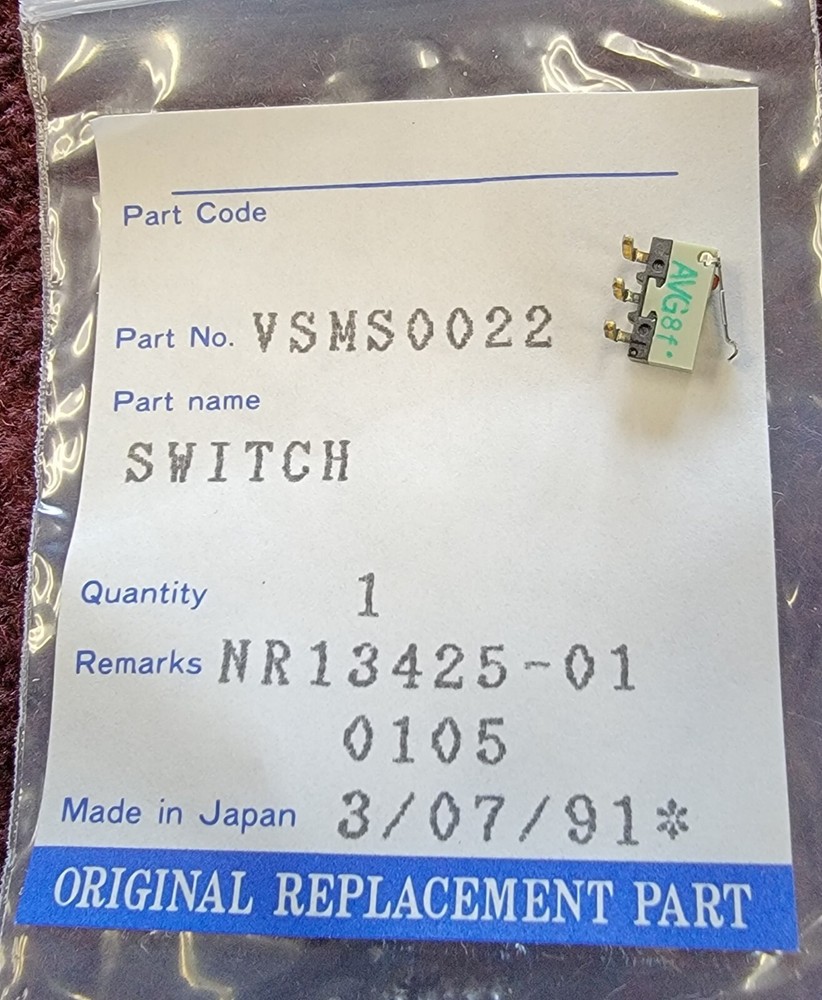 Part Code
Part No. VSMS0022
Part name
SWITCH
Quantity 1
Remarks NR13425-01
0105
Made in Japan 3/07/91*
ORIGINAL REPLACEMENT PART
AVG8f·